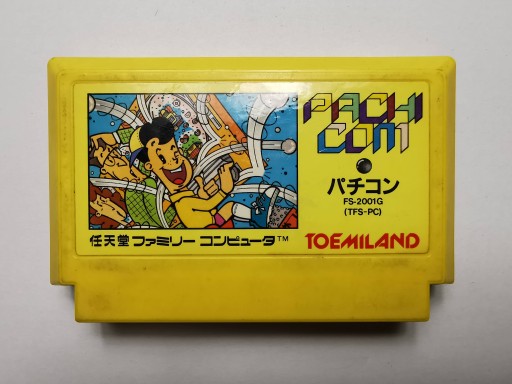 PACHI
COM
パチコン
FS-2001G
(TFS-PC)
任天堂 ファミリー コンピュータ™
TOEMILAND